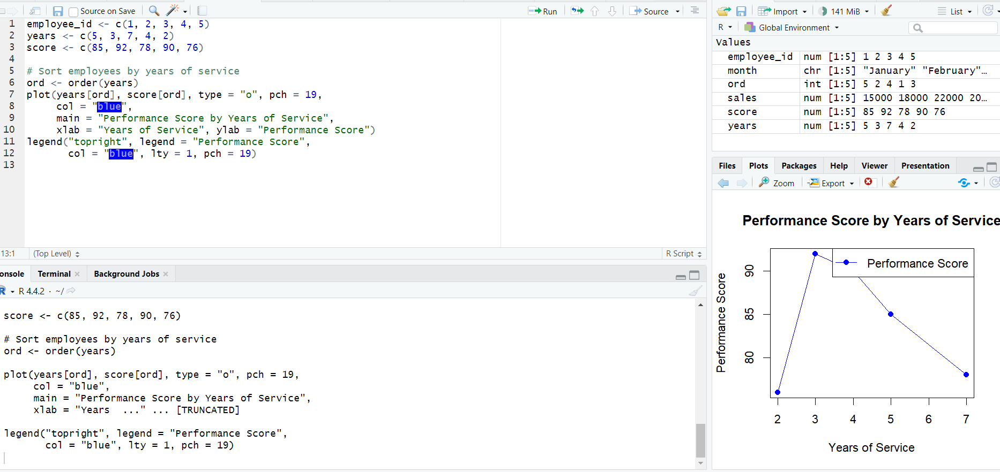 Source on Save
Run
Source
1 employee_id <- c(1, 2, 3, 4, 5)
2 years <- c(5, 3, 7, 4, 2)
3 score <- c(85, 92, 78, 90, 76)
4
5 # Sort employees by years of service
6 ord <- order(years)
7 plot(years[ord], score[ord], type = "o", pch = 19,
8 col = "blue",
9 main = "Performance Score by Years of Service",
10 xlab = "Years of Service", ylab = "Performance Score")
11 legend("topright", legend = "Performance Score",
12 col = "blue", lty = 1, pch = 19)
13
13:1 (Top Level) R Script
onsole Terminal Background Jobs
R R 4.4.2 · ~/
score <- c(85, 92, 78, 90, 76)
# Sort employees by years of service
ord <- order(years)
plot(years[ord], score[ord], type = "o", pch = 19,
col = "blue",
main = "Performance Score by Years of Service",
xlab = "Years ..." ... [TRUNCATED]
legend("topright", legend = "Performance Score",
col = "blue", lty = 1, pch = 19)
Import 141 MiB List
R Global Environment
Values
employee_id num [1:5] 1 2 3 4 5
month chr [1:5] "January" "February"…
ord int [1:5] 5 2 4 1 3
sales num [1:5] 15000 18000 22000 20…
score num [1:5] 85 92 78 90 76
years num [1:5] 5 3 7 4 2
Files Plots Packages Help Viewer Presentation
Zoom Export
Performance Score by Years of Service
Performance Score
Performance Score
90
85
80
2 3 4 5 6 7
Years of Service